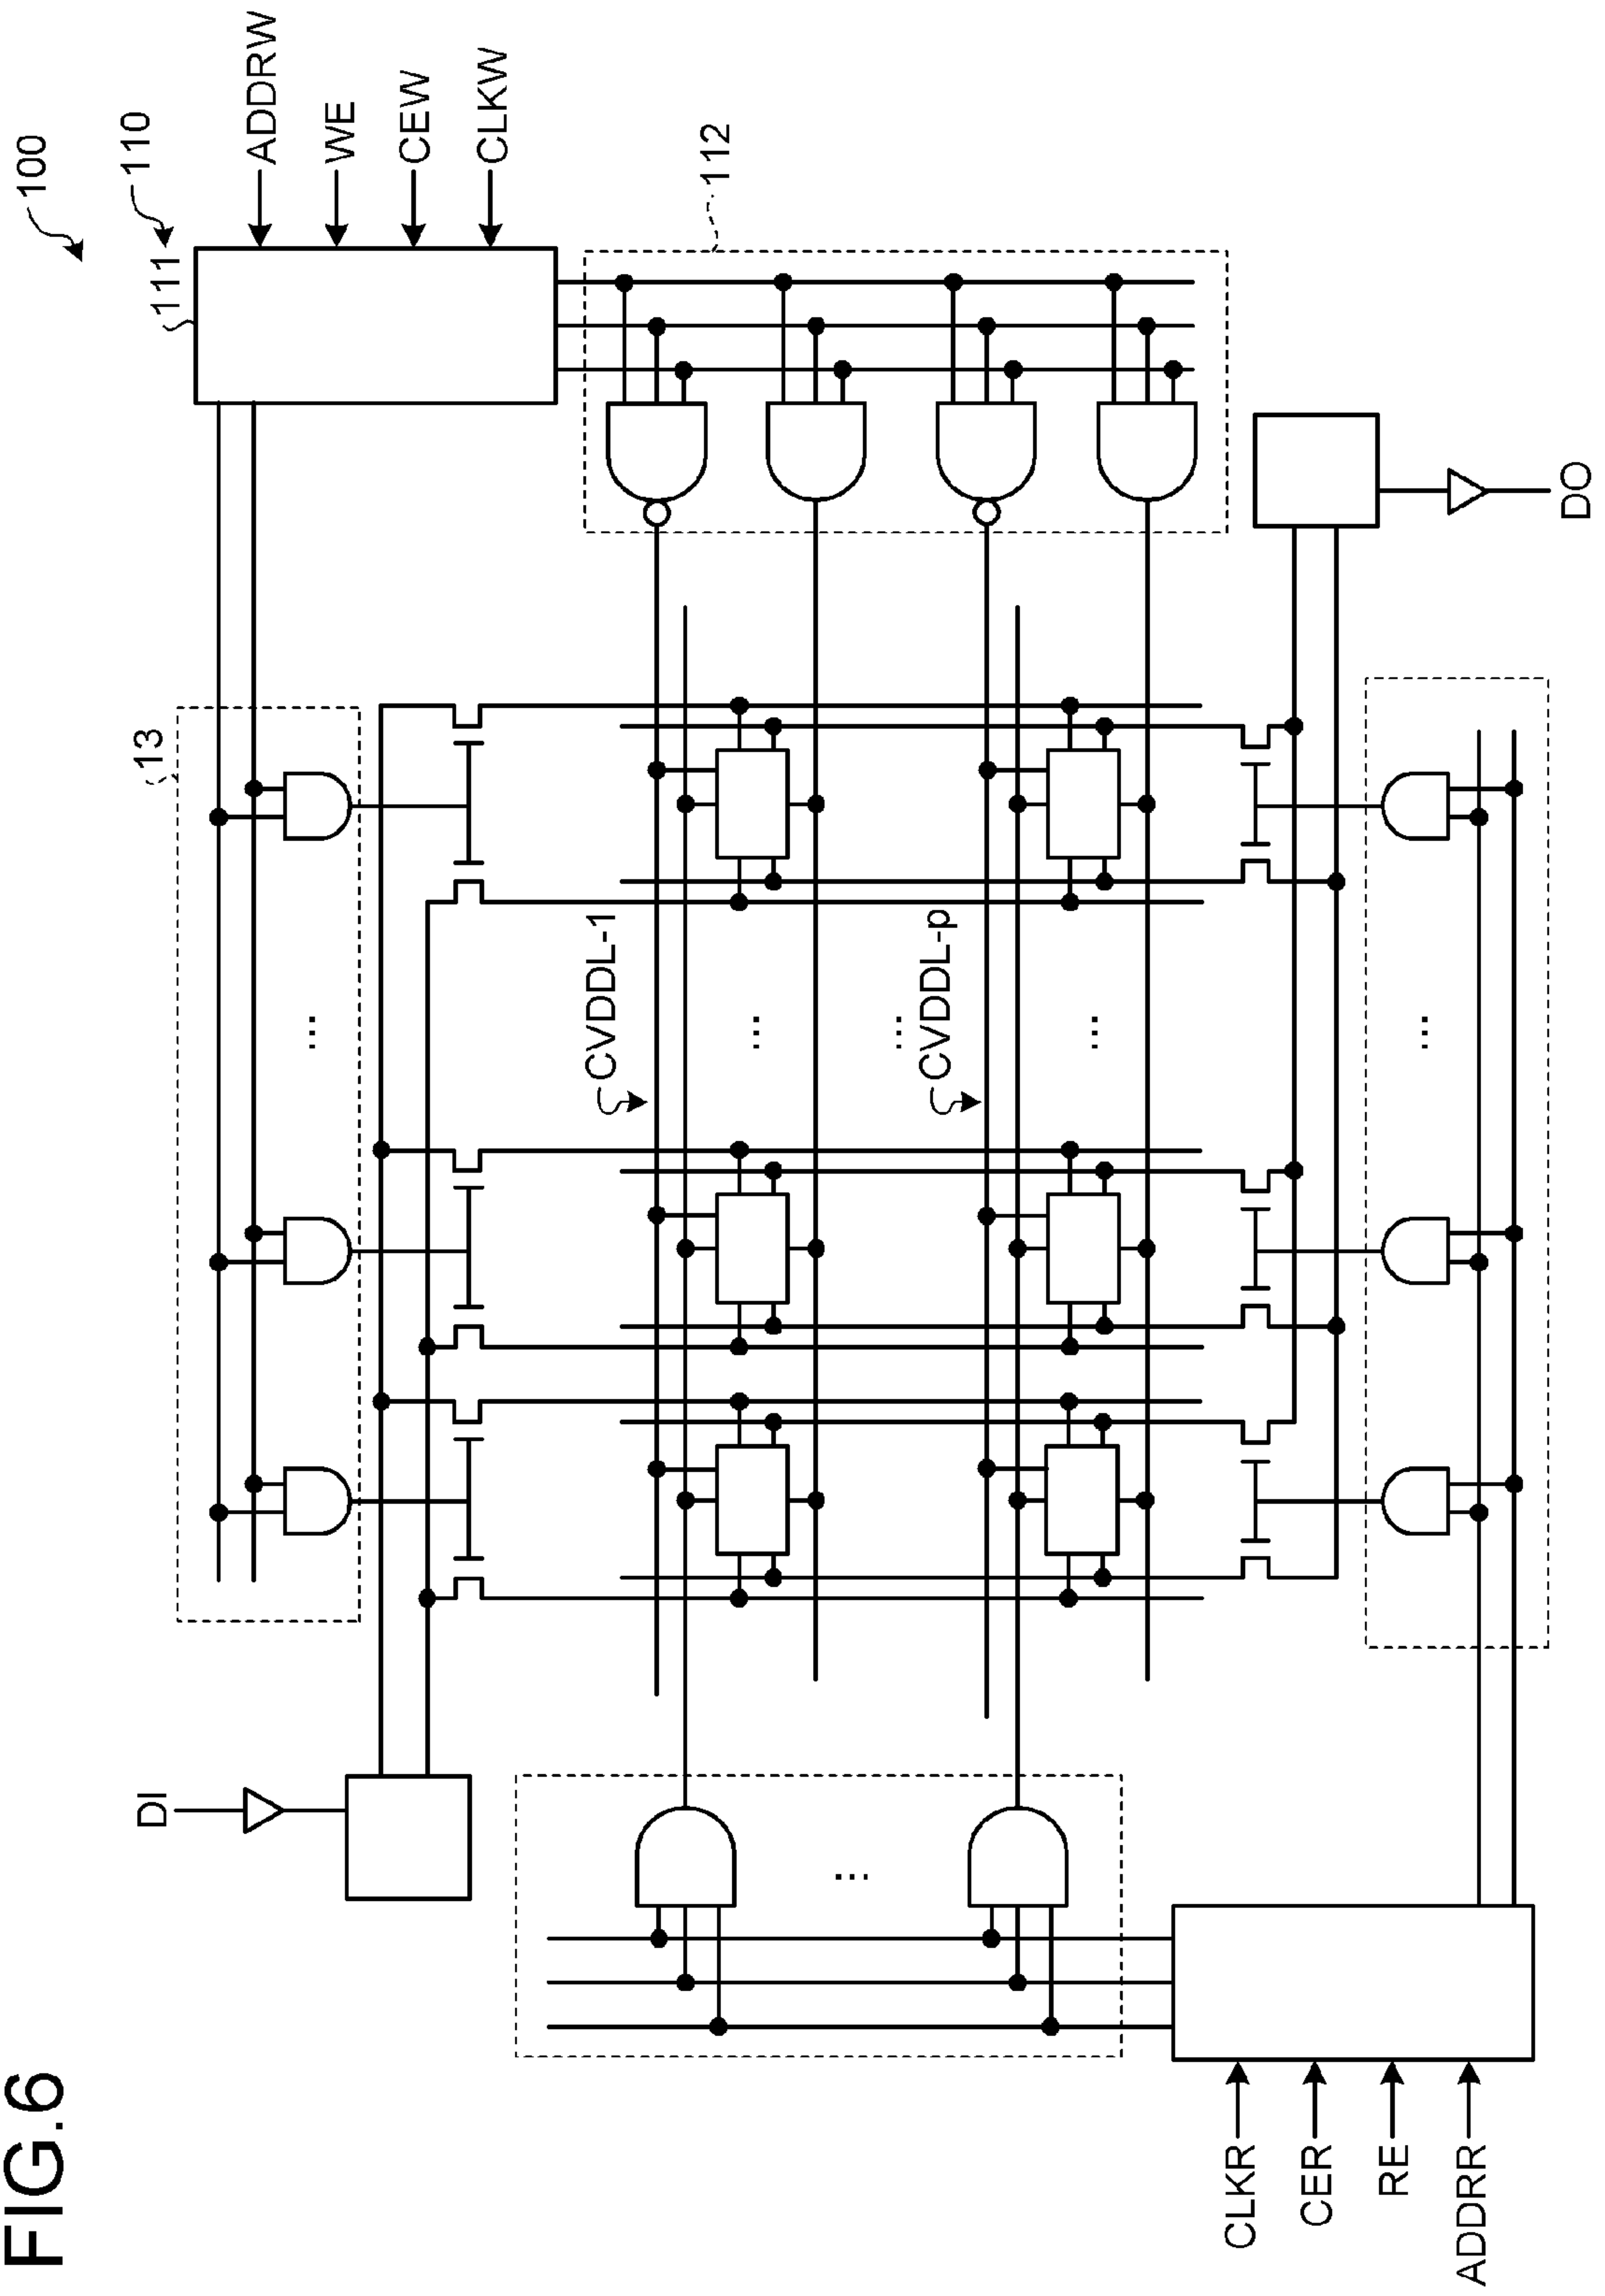 FIG.6
100
110
111
ADDRW
WE
CEW
CLKW
112
13
...
CVDDL-1
...
...
CVDDL-p
...
...
DI
...
DO
CLKR
CER
RE
ADDRR